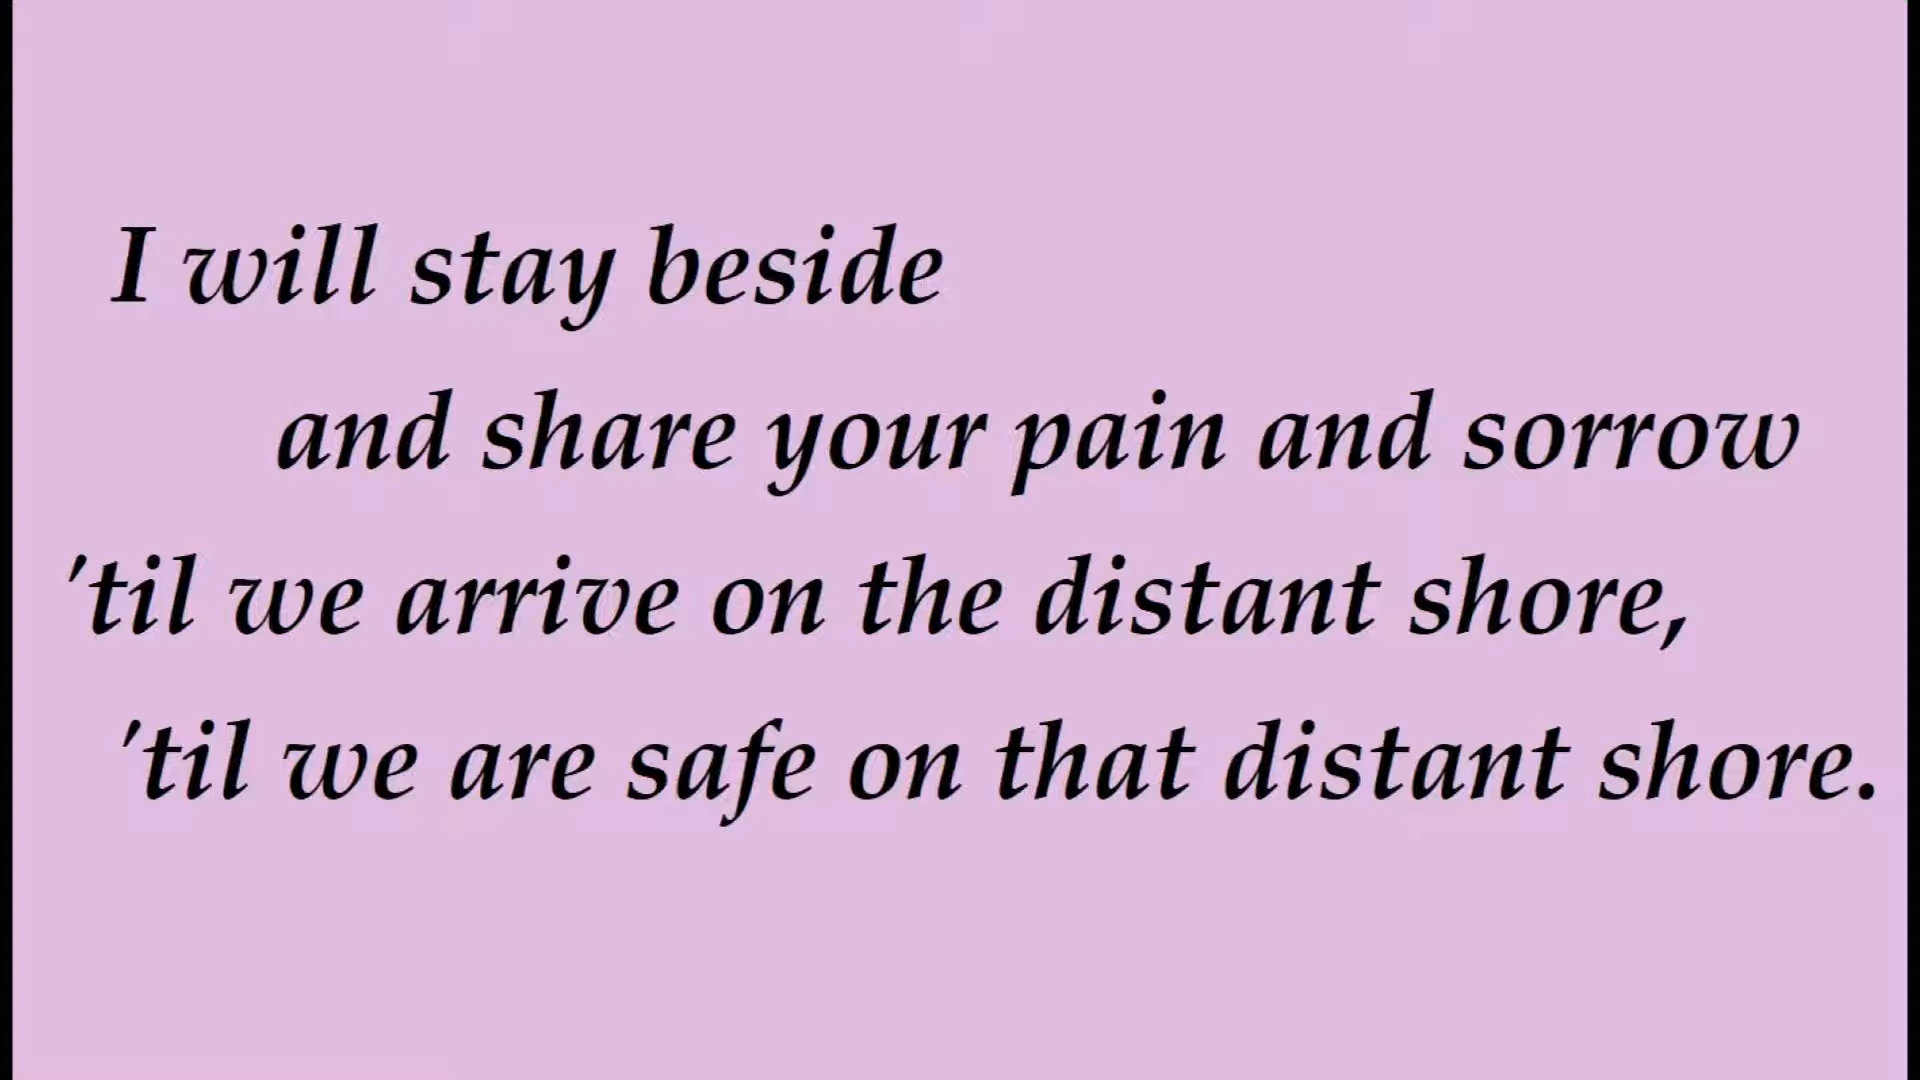 I will stay beside
and share your pain and sorrow
'til we arrive on the distant shore,
'til we are safe on that distant shore.